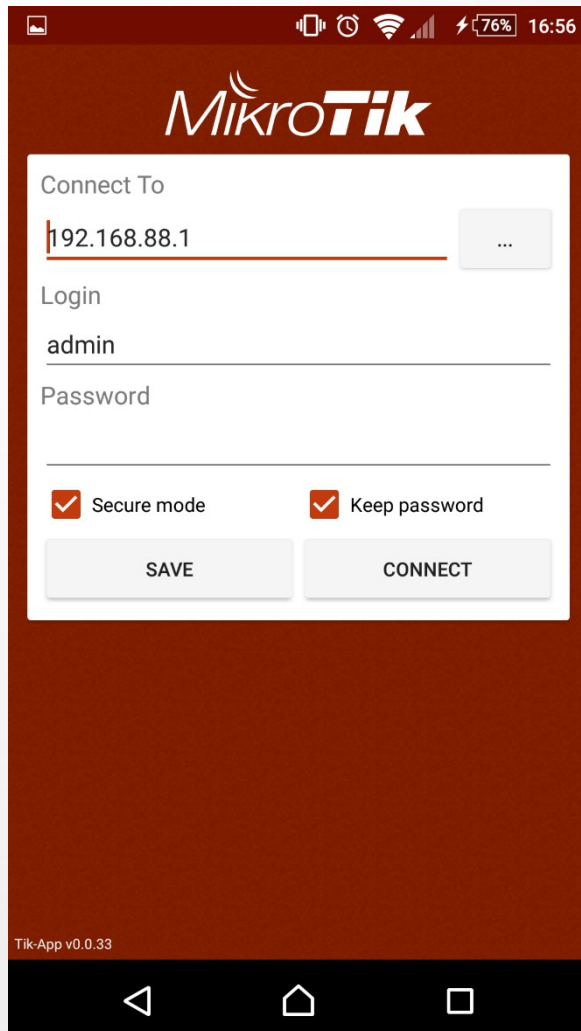 76% 16:56
MikroTik
Connect To
192.168.88.1 ...
Login
admin
Password
Secure mode Keep password
SAVE CONNECT
Tik-App v0.0.33